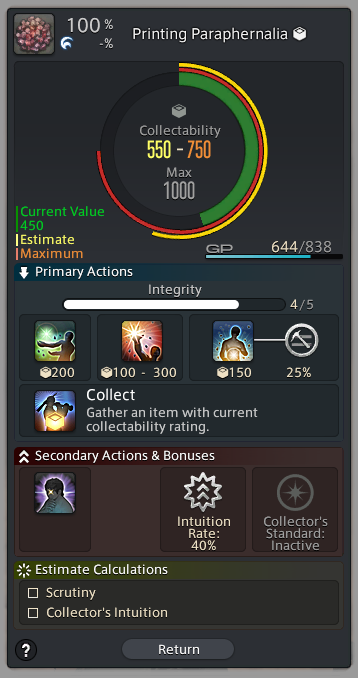 100 %
-%
Printing Paraphernalia
Collectability
550 - 750
Max
1000
Current Value
450
Estimate
Maximum
GP 644/838
Primary Actions
Integrity
4/5
200
100 - 300
150
25%
Collect
Gather an item with current
collectability rating.
Secondary Actions & Bonuses
Intuition
Rate:
40%
Collector's
Standard:
Inactive
Estimate Calculations
Scrutiny
Collector's Intuition
?
Return